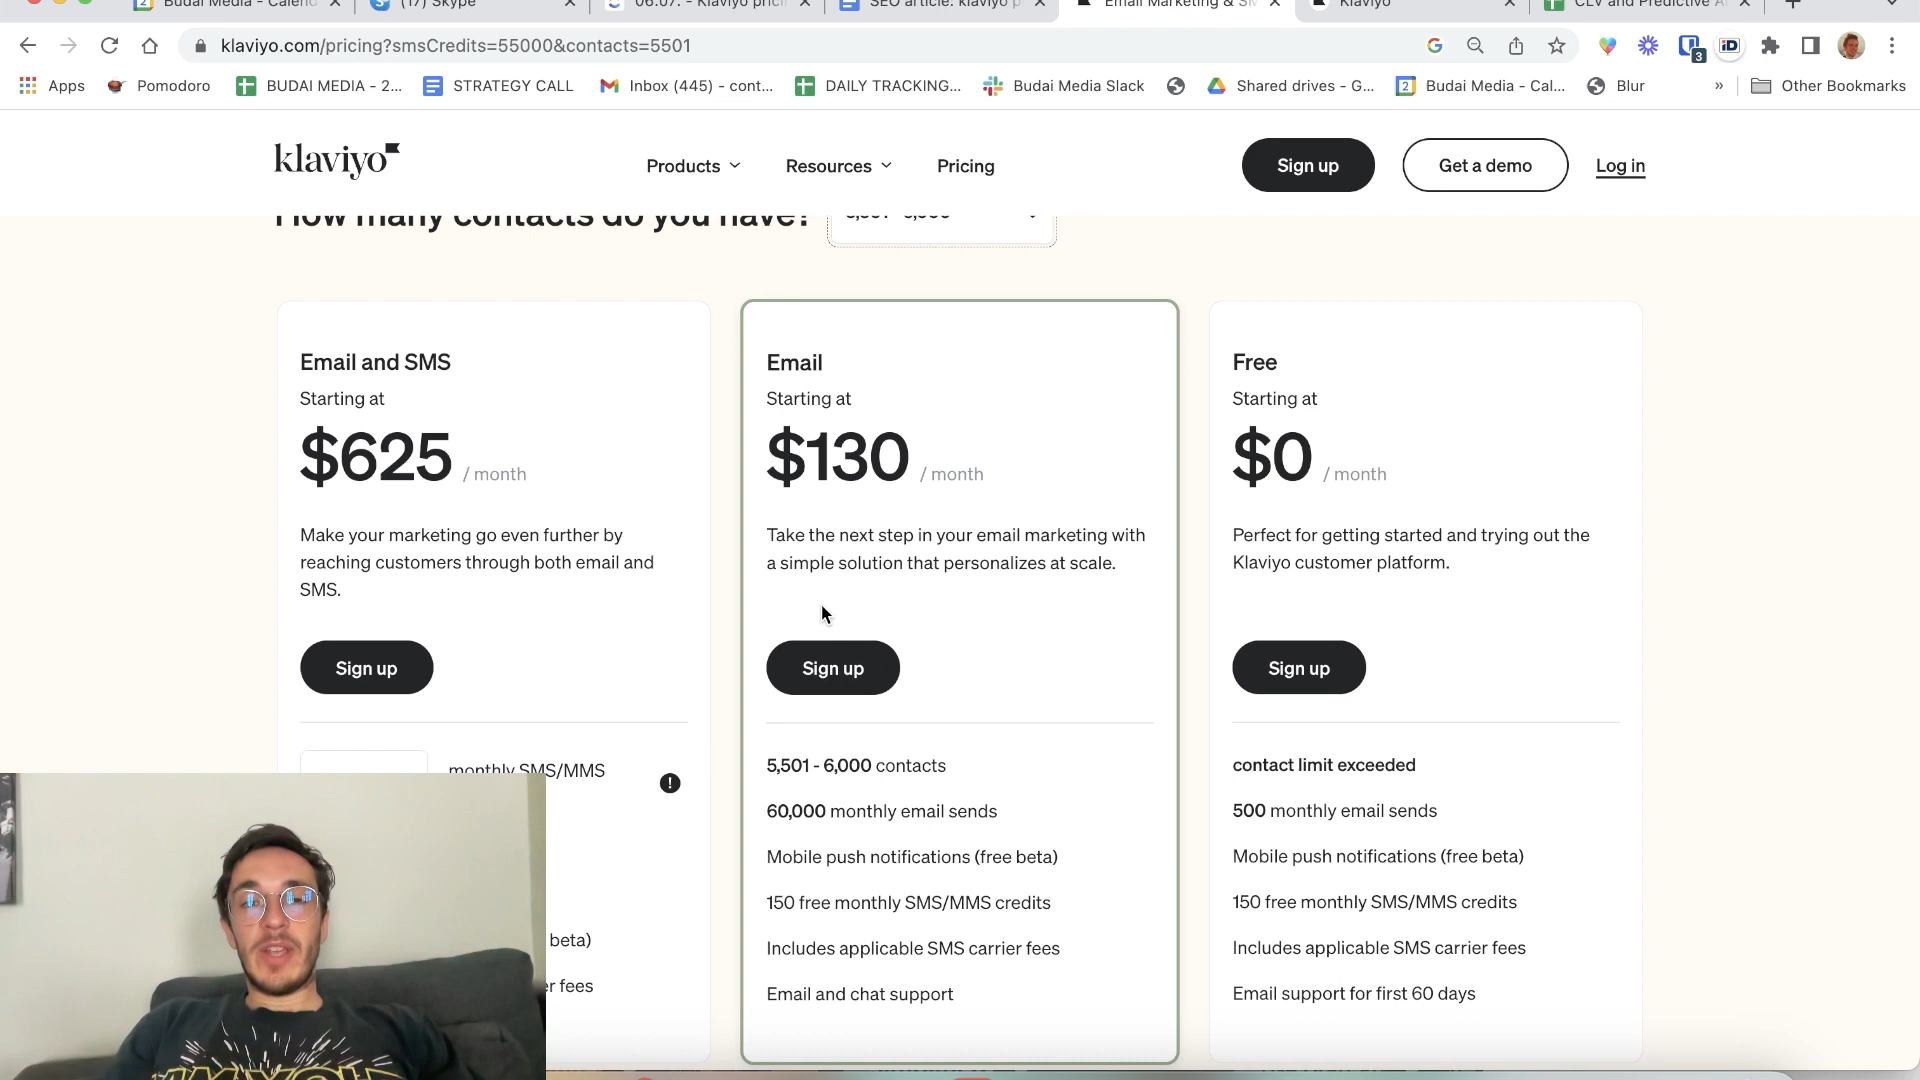 Budai Media - Calend
(17) Skype
06.07. - Klaviyo prici
SEO article: klaviyo p
Email Marketing & SM
Klaviyo
CLV and Predictive A
klaviyo.com/pricing?smsCredits=55000&contacts=5501
3
iD
Apps
Pomodoro
BUDAI MEDIA - 2...
STRATEGY CALL
Inbox (445) - cont...
DAILY TRACKING...
Budai Media Slack
Shared drives - G...
Budai Media - Cal...
Blur
»
Other Bookmarks
klaviyo
Products
Resources
Pricing
Sign up
Get a demo
Log in
How many contacts do you have?
Email and SMS
Starting at
$625 / month
Make your marketing go even further by
reaching customers through both email and
SMS.
Sign up
monthly SMS/MMS
beta)
er fees
Email
Starting at
$130 / month
Take the next step in your email marketing with
a simple solution that personalizes at scale.
Sign up
5,501 - 6,000 contacts
60,000 monthly email sends
Mobile push notifications (free beta)
150 free monthly SMS/MMS credits
Includes applicable SMS carrier fees
Email and chat support
Free
Starting at
$0 / month
Perfect for getting started and trying out the
Klaviyo customer platform.
Sign up
contact limit exceeded
500 monthly email sends
Mobile push notifications (free beta)
150 free monthly SMS/MMS credits
Includes applicable SMS carrier fees
Email support for first 60 days